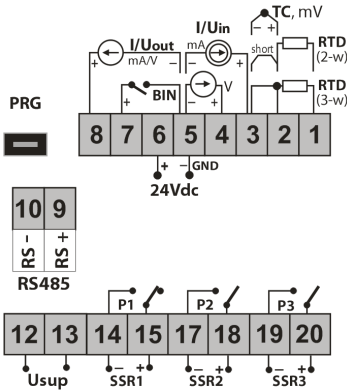 TC, mV
− +
I/Uout
I/Uin
mA/V
mA
short
RTD
(2-w)
+ − − +
+ BIN − − + V
RTD
(3-w)
PRG
8 7 6 5 4 3 2 1
+ − GND
24Vdc
10 9
RS − RS +
RS485
P1 P2 P3
12 13 14 15 17 18 19 20
− + − + − +
Usup SSR1 SSR2 SSR3